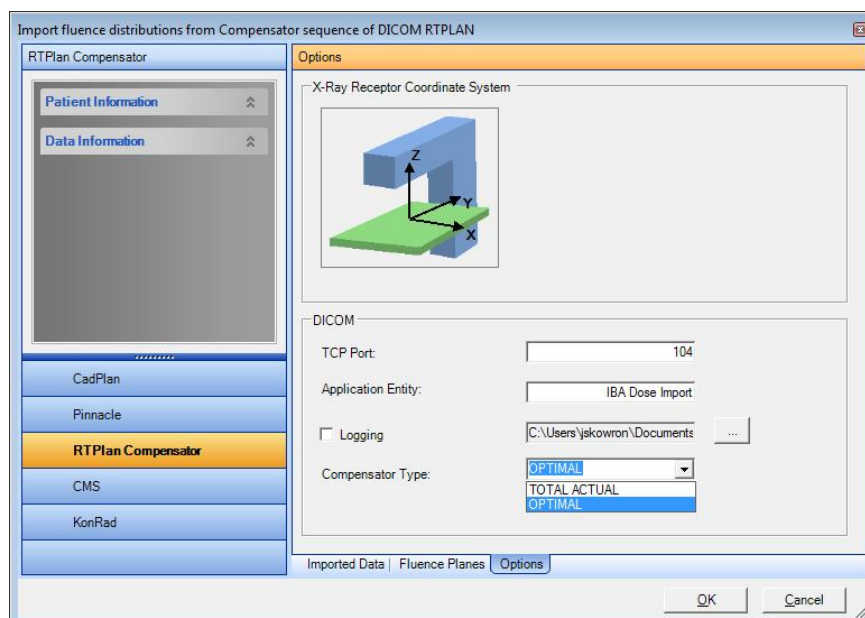 Import fluence distributions from Compensator sequence of DICOM RTPLAN
RTPlan Compensator
Patient Information
Data Information
CadPlan
Pinnacle
RTPlan Compensator
CMS
KonRad
Options
X-Ray Receptor Coordinate System
Z
Y
X
DICOM
TCP Port: 104
Application Entity: IBA Dose Import
Logging C:\Users\jskowron\Documents ...
Compensator Type: OPTIMAL
TOTAL ACTUAL
OPTIMAL
Imported Data | Fluence Planes Options
OK Cancel